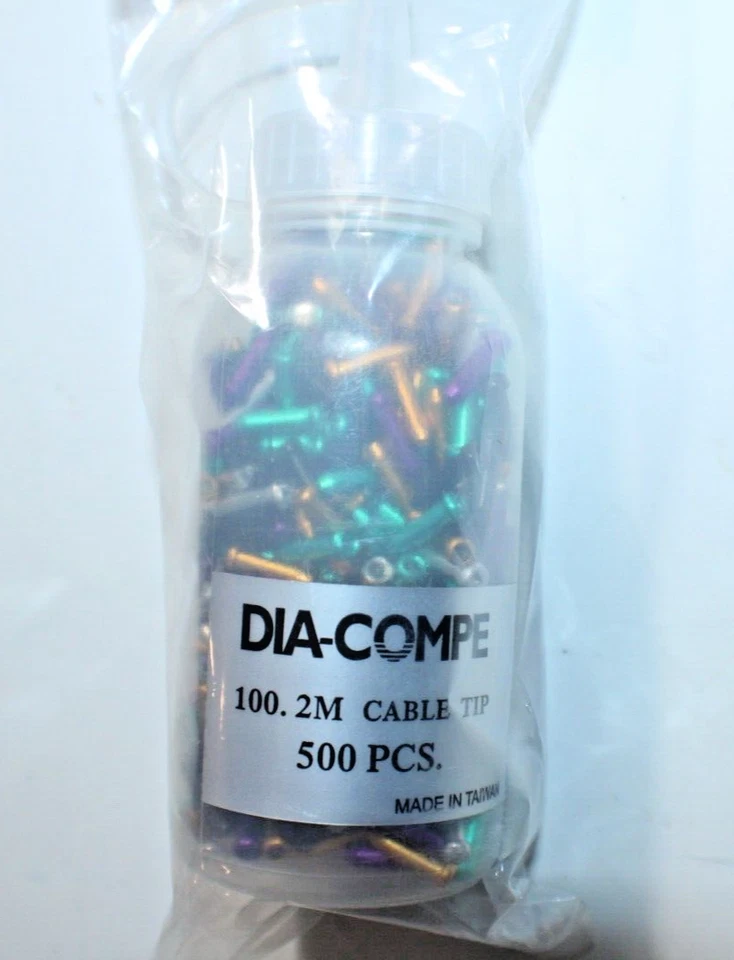 DIA-COMPE
100. 2M CABLE TIP
500 PCS.
MADE IN TAIWAN